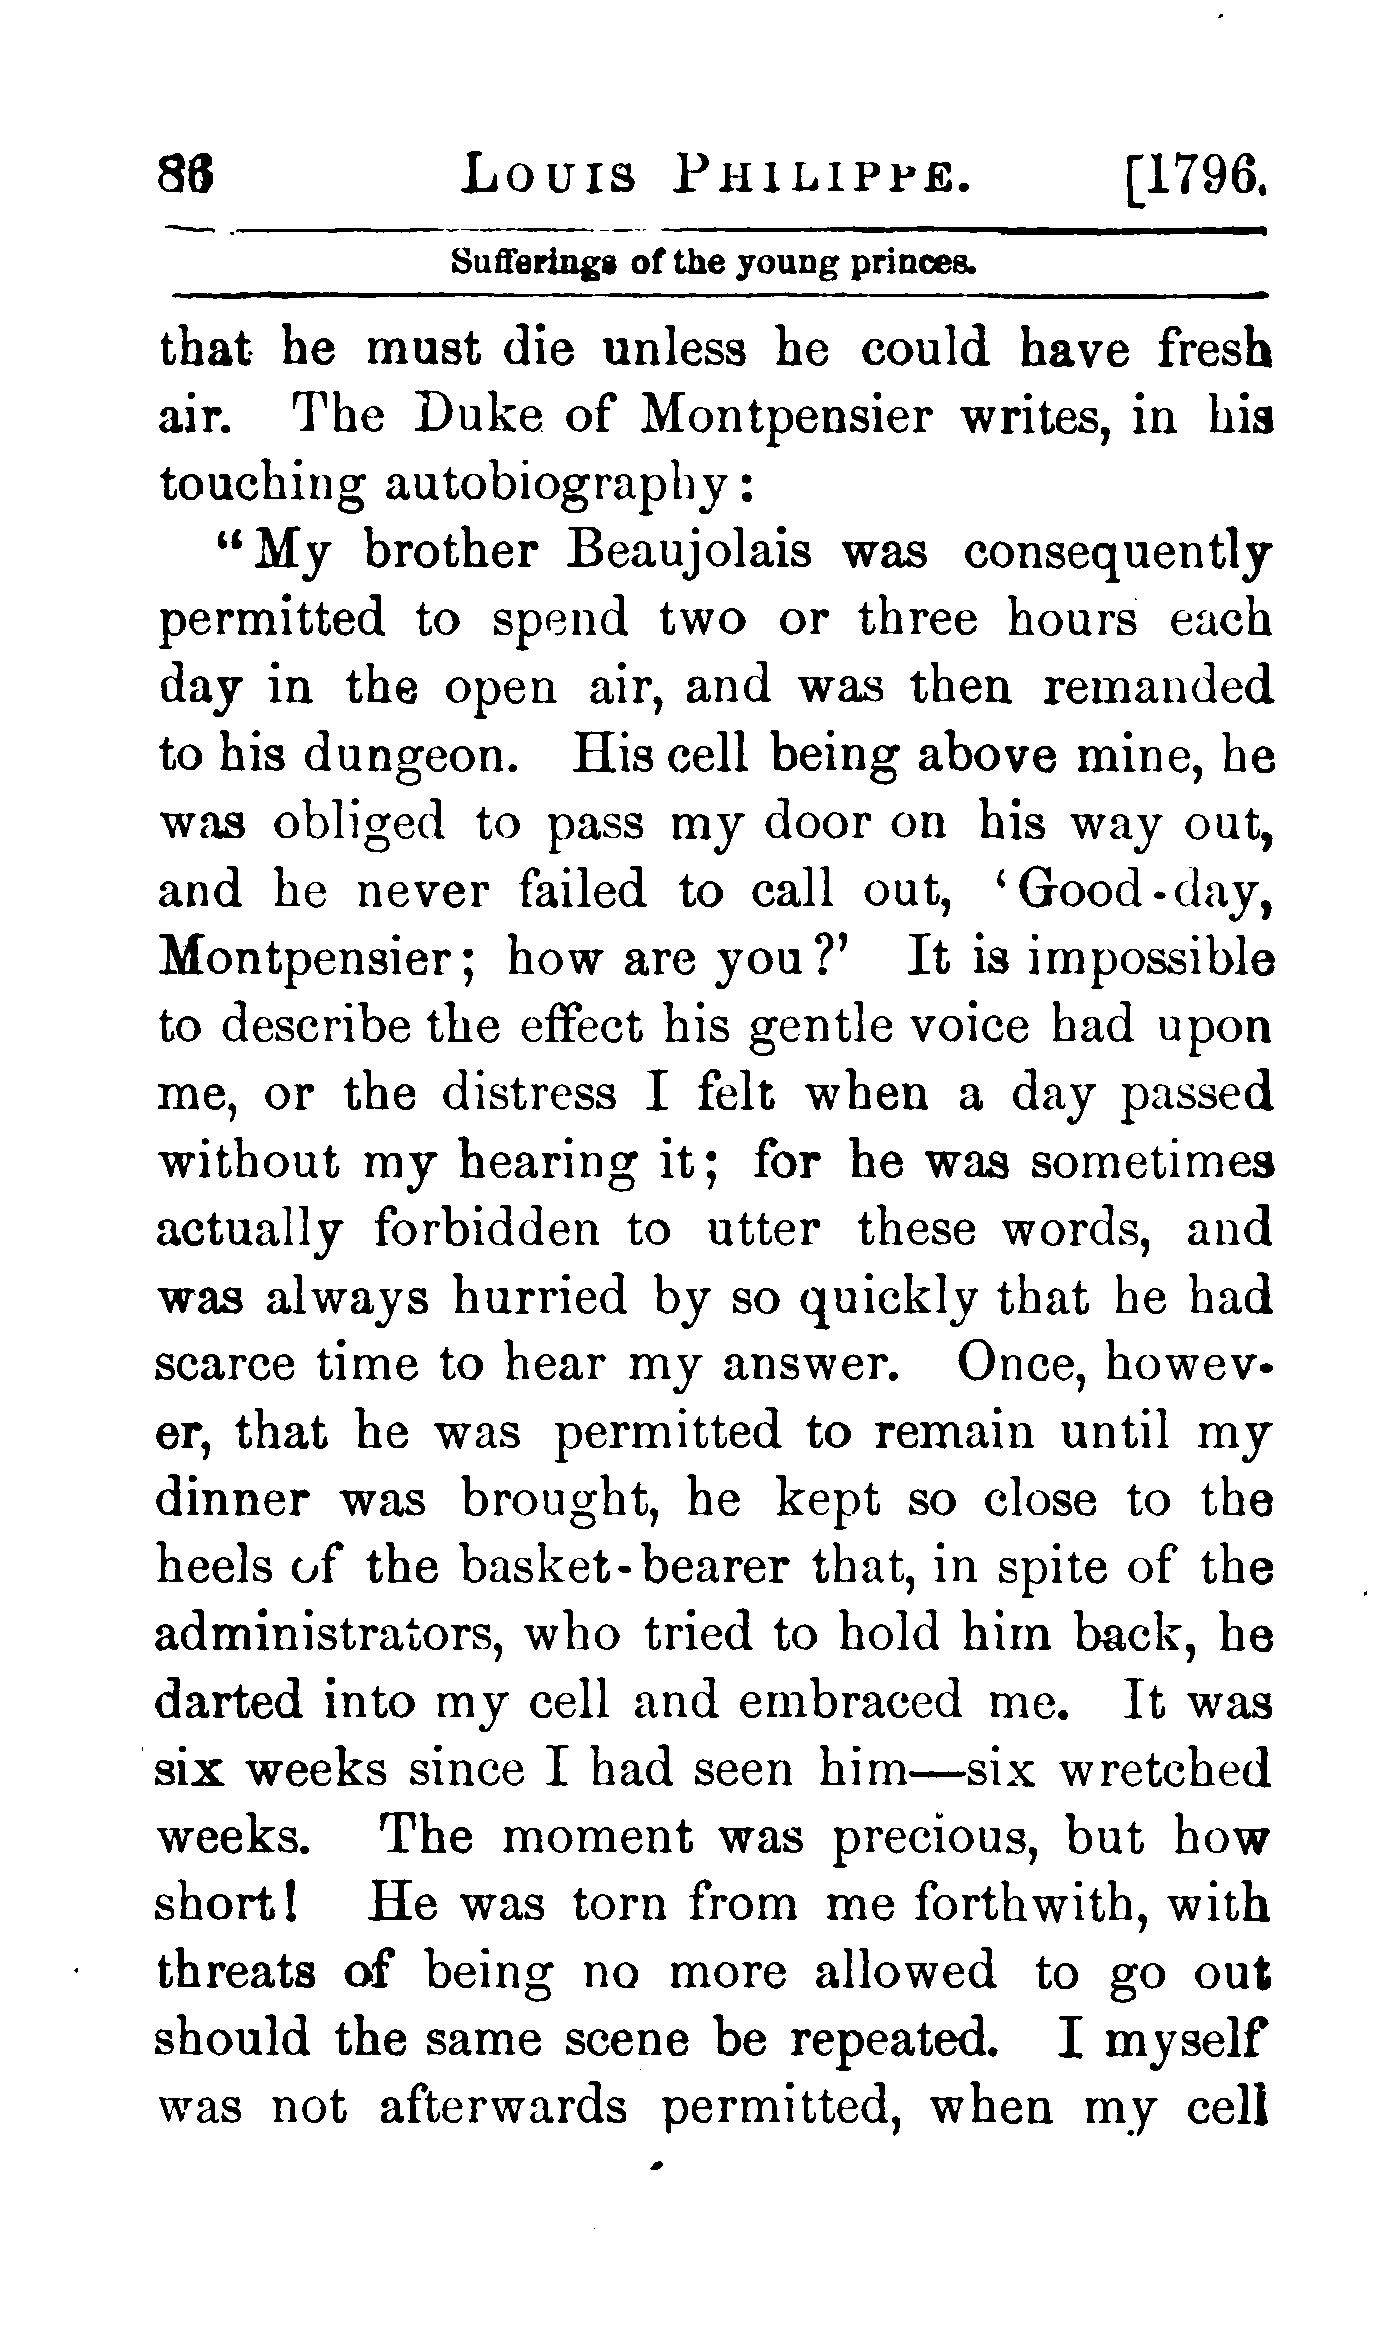 86 LOUIS PHILIPPE. [1796.
Sufferings of the young princes.
that he must die unless he could have fresh
air. The Duke of Montpensier writes, in his
touching autobiography:
"My brother Beaujolais was consequently
permitted to spend two or three hours each
day in the open air, and was then remanded
to his dungeon. His cell being above mine, he
was obliged to pass my door on his way out,
and he never failed to call out, 'Good-day,
Montpensier; how are you?' It is impossible
to describe the effect his gentle voice had upon
me, or the distress I felt when a day passed
without my hearing it; for he was sometimes
actually forbidden to utter these words, and
was always hurried by so quickly that he had
scarce time to hear my answer. Once, howev-
er, that he was permitted to remain until my
dinner was brought, he kept so close to the
heels of the basket-bearer that, in spite of the
administrators, who tried to hold him back, he
darted into my cell and embraced me. It was
six weeks since I had seen him—six wretched
weeks. The moment was precious, but how
short! He was torn from me forthwith, with
threats of being no more allowed to go out
should the same scene be repeated. I myself
was not afterwards permitted, when my cell